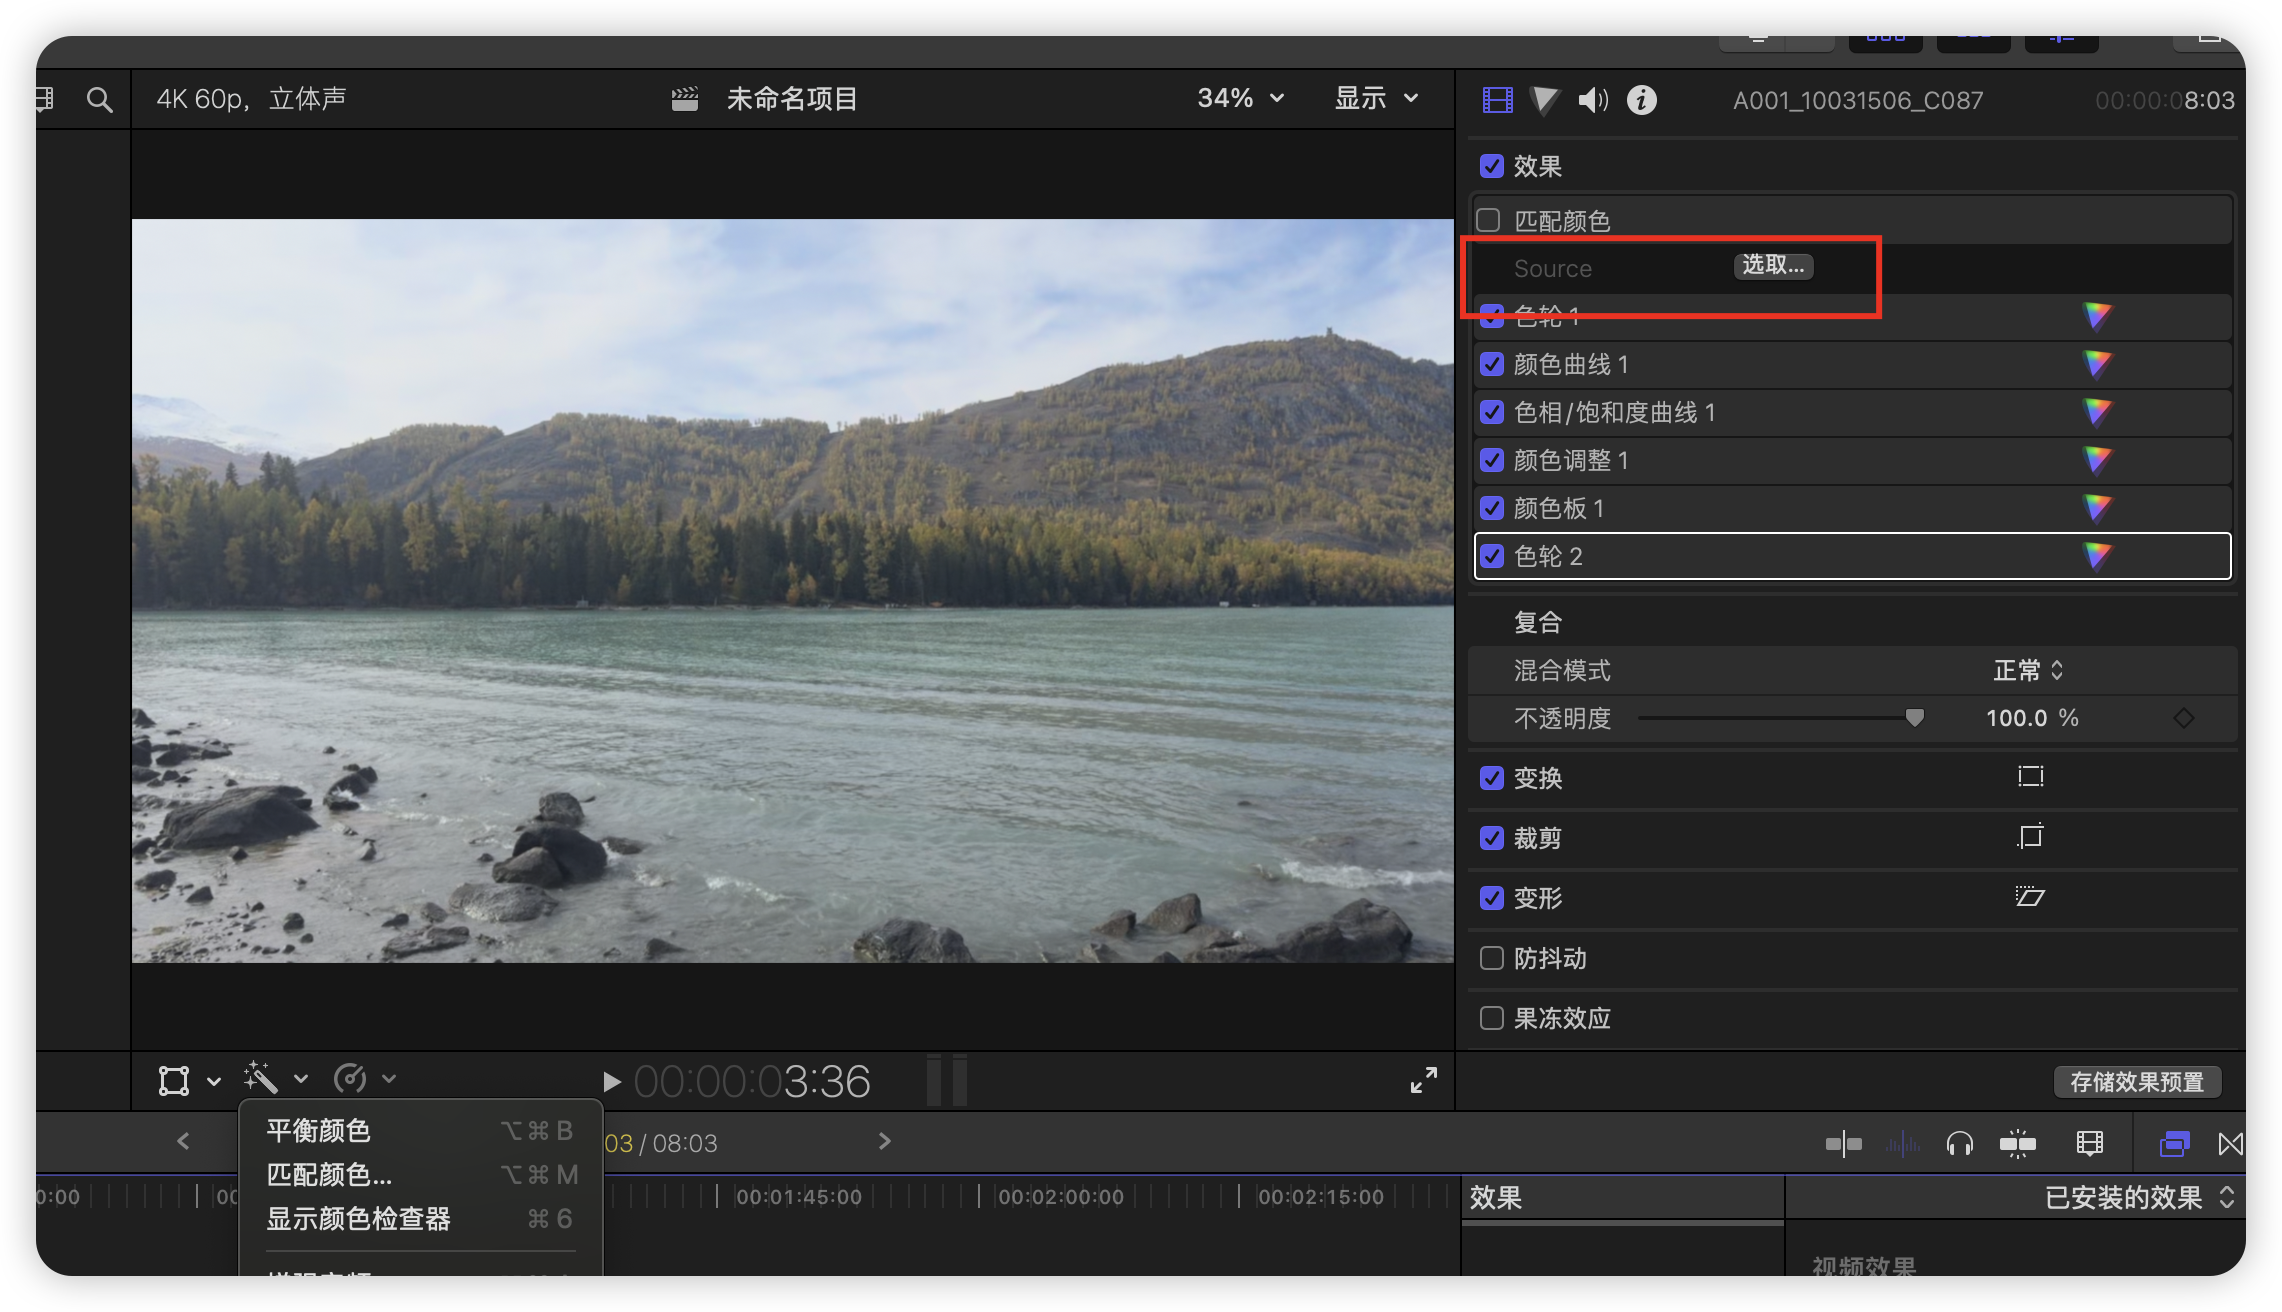 4K 60p，立体声
未命名项目
34%
显示
A001_10031506_C087
00:00:08:03
效果
匹配颜色
Source
选取...
色轮 1
颜色曲线 1
色相/饱和度曲线 1
颜色调整 1
颜色板 1
色轮 2
复合
混合模式
正常
不透明度
100.0 %
变换
裁剪
变形
防抖动
果冻效应
00:00:03:36
存储效果预置
平衡颜色 ⌥⌘B
匹配颜色... ⌥⌘M
显示颜色检查器 ⌘6
03 / 08:03
0:00
00:01:45:00
00:02:00:00
00:02:15:00
效果
已安装的效果
视频效果